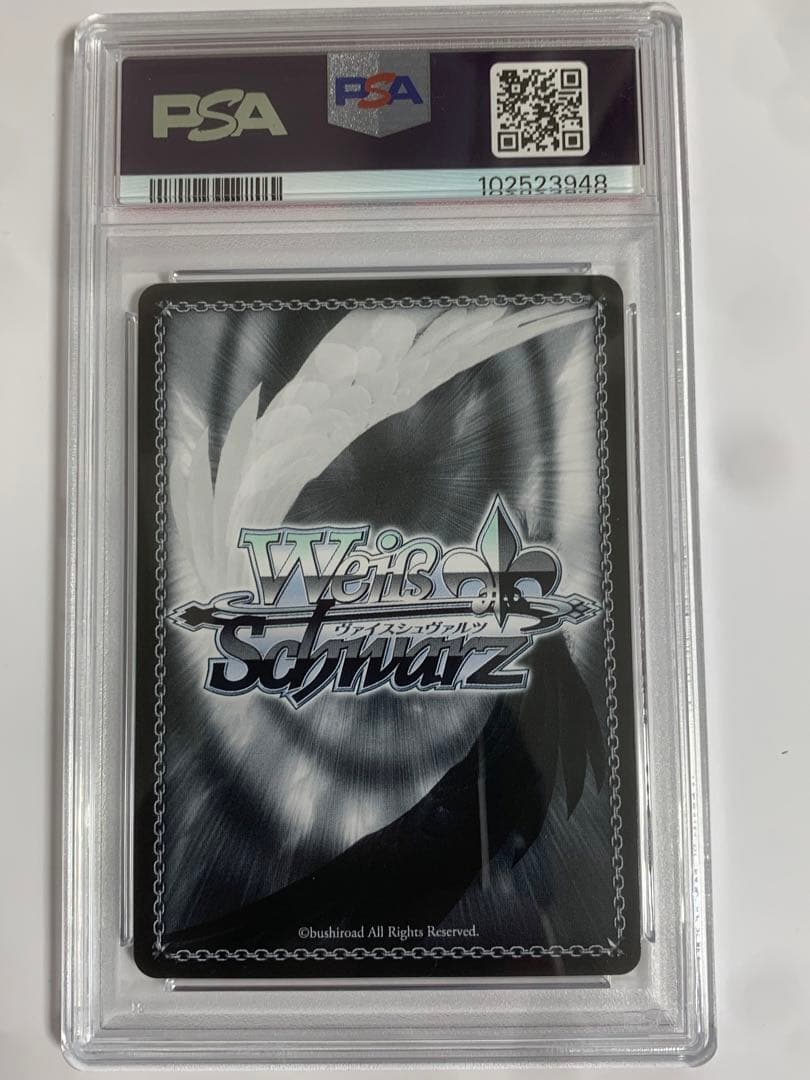 PSA
PSA
102523948
Weiß
ヴァイスシュヴァルツ
Schwarz
©bushiroad All Rights Reserved.